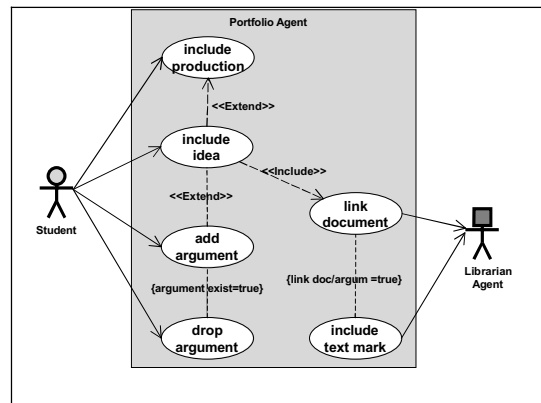 Portfolio Agent
include
production
<<Extend>>
include
idea
<<Include>>
<<Extend>>
link
document
Student
add
argument
Librarian
Agent
{argument exist=true}
{link doc/argum =true}
drop
argument
include
text mark